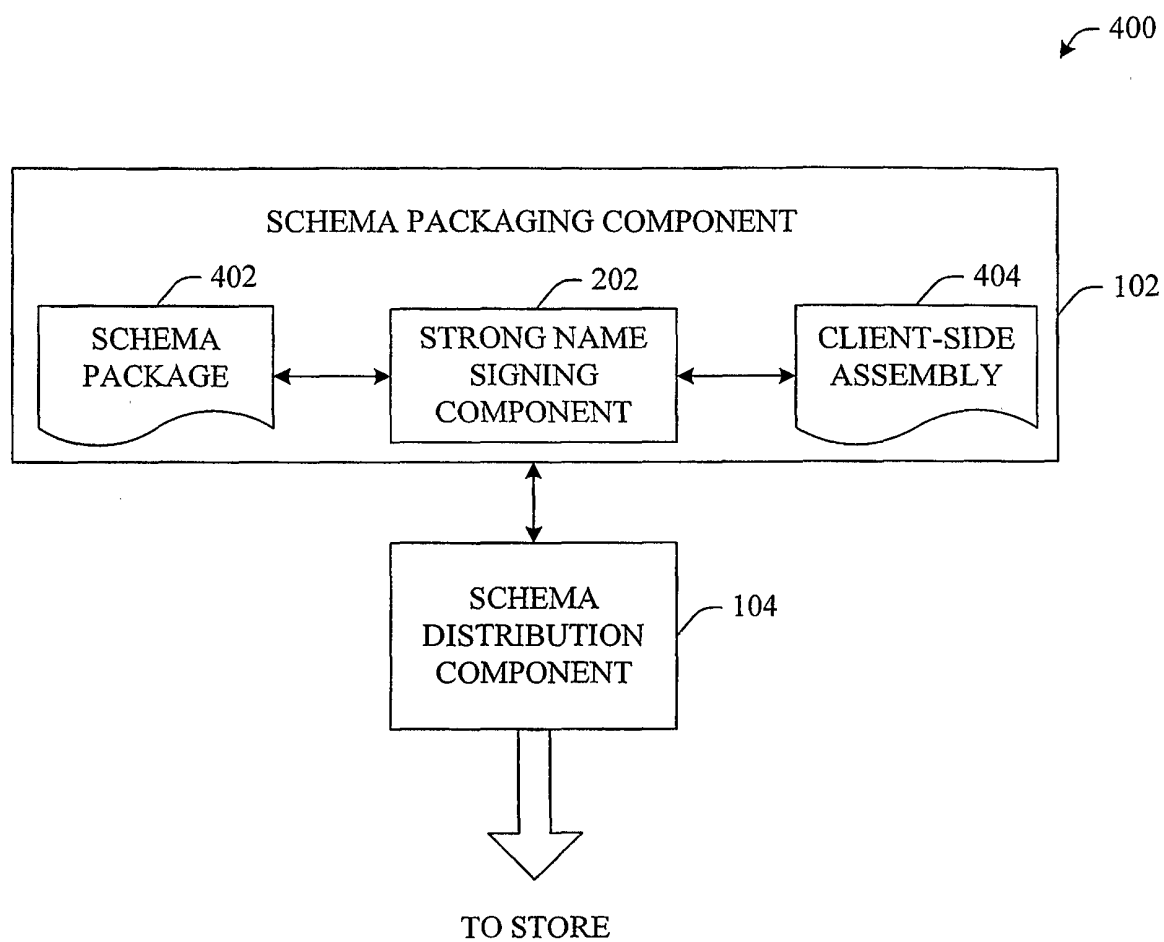 400
SCHEMA PACKAGING COMPONENT
402
202
404
102
SCHEMA
PACKAGE
STRONG NAME
SIGNING
COMPONENT
CLIENT-SIDE
ASSEMBLY
SCHEMA
DISTRIBUTION
COMPONENT
104
TO STORE